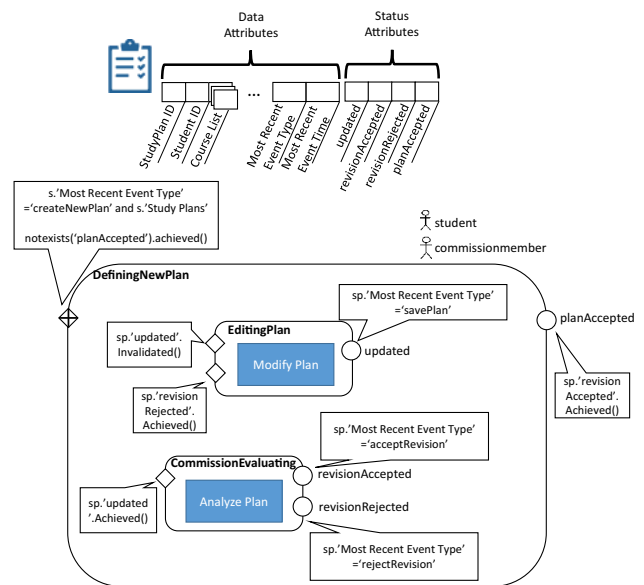 Data
Attributes
Status
Attributes
...
StudyPlan ID
Student ID
Course List
Most Recent
Event Type
Most Recent
Event Time
updated
revisionAccepted
revisionRejected
planAccepted
s.'Most Recent Event Type'
='createNewPlan' and s.'Study Plans'
notexists('planAccepted').achieved()
student
commissionmember
DefiningNewPlan
sp.'Most Recent Event Type'
='savePlan'
EditingPlan
sp.'updated'.
Invalidated()
Modify Plan
updated
planAccepted
sp.'revision
Rejected'.
Achieved()
sp.'revision
Accepted'.
Achieved()
sp.'Most Recent Event Type'
='acceptRevision'
CommissionEvaluating
revisionAccepted
sp.'updated
'.Achieved()
Analyze Plan
revisionRejected
sp.'Most Recent Event Type'
='rejectRevision'